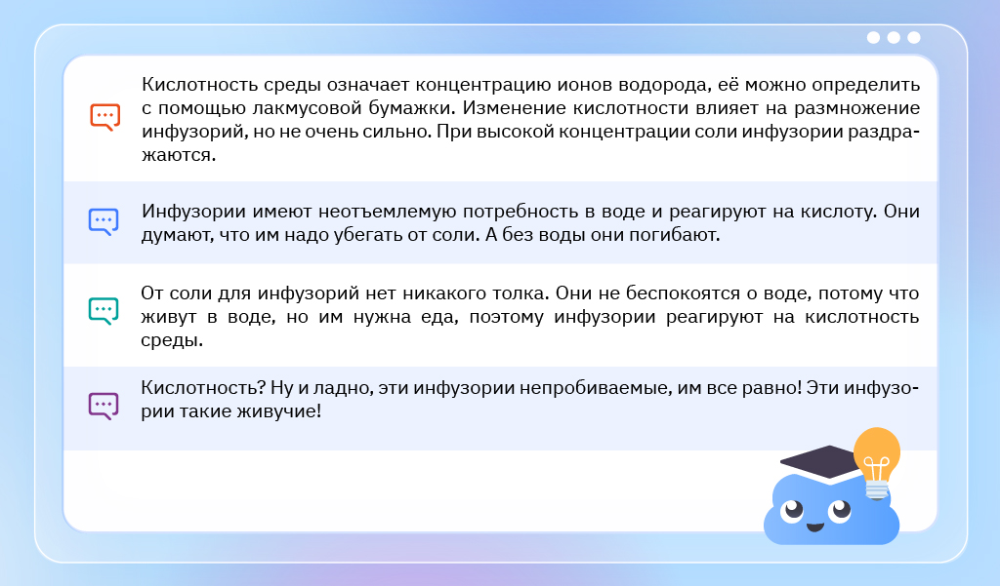 Кислотность среды означает концентрацию ионов водорода, её можно определить
с помощью лакмусовой бумажки. Изменение кислотности влияет на размножение
инфузорий, но не очень сильно. При высокой концентрации соли инфузории раздра-
жаются.
Инфузории имеют неотъемлемую потребность в воде и реагируют на кислоту. Они
думают, что им надо убегать от соли. А без воды они погибают.
От соли для инфузорий нет никакого толка. Они не беспокоятся о воде, потому что
живут в воде, но им нужна еда, поэтому инфузории реагируют на кислотность
среды.
Кислотность? Ну и ладно, эти инфузории непробиваемые, им все равно! Эти инфузо-
рии такие живучие!